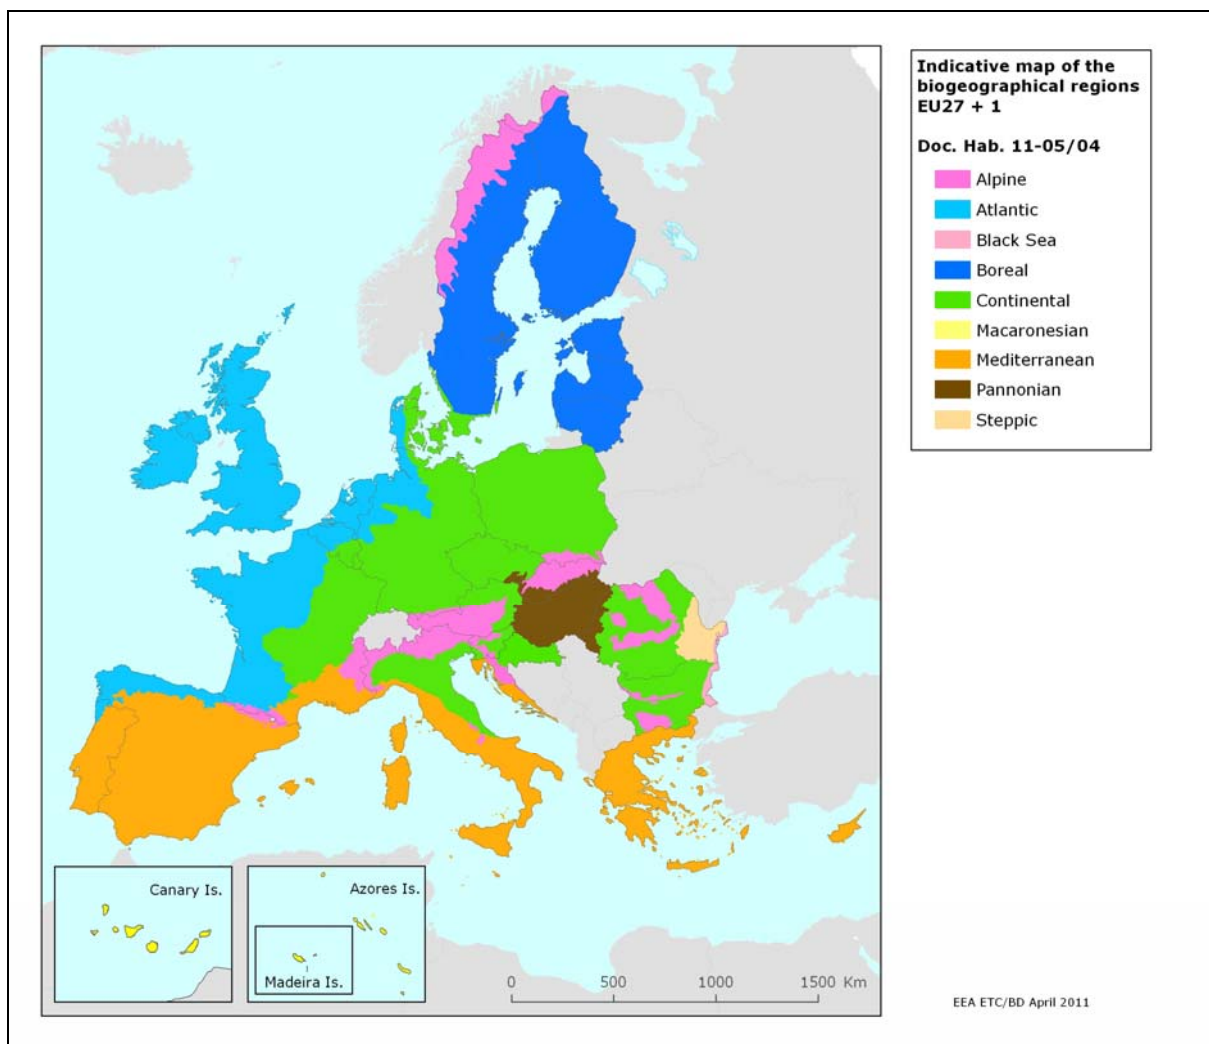 Indicative map of the
biogeographical regions
EU27 + 1
Doc. Hab. 11-05/04
Alpine
Atlantic
Black Sea
Boreal
Continental
Macaronesian
Mediterranean
Pannonian
Steppic
Canary Is.
Azores Is.
Madeira Is.
0 500 1000 1500 Km
EEA ETC/BD April 2011